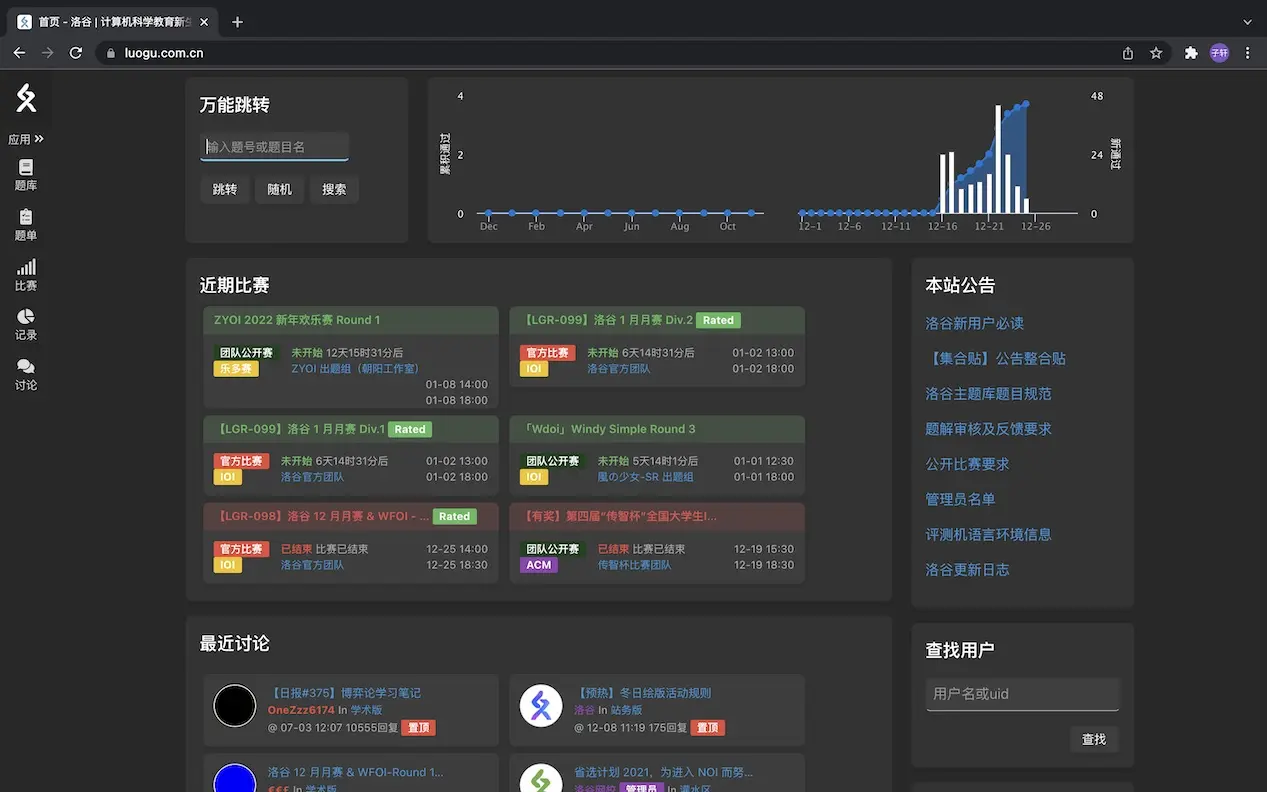 首页 - 洛谷 | 计算机科学教育新生
luogu.com.cn
子轩
应用
题库
题单
比赛
记录
讨论
万能跳转
输入题号或题目名
跳转 随机 搜索
累积通过
4
2
0
Dec Feb Apr Jun Aug Oct
12-1 12-6 12-11 12-16 12-21 12-26
48
24
0
新通过
近期比赛
ZYOI 2022 新年欢乐赛 Round 1
团队公开赛 未开始 12天15时31分后
乐多赛 ZYOI 出题组（朝阳工作室）
01-08 14:00
01-08 18:00
【LGR-099】洛谷 1 月月赛 Div.2 Rated
官方比赛 未开始 6天14时31分后 01-02 13:00
IOI 洛谷官方团队 01-02 18:00
【LGR-099】洛谷 1 月月赛 Div.1 Rated
官方比赛 未开始 6天14时31分后 01-02 13:00
IOI 洛谷官方团队 01-02 18:00
「Wdoi」Windy Simple Round 3
团队公开赛 未开始 5天14时1分后 01-01 12:30
IOI 風の少女-SR 出题组 01-01 18:00
【LGR-098】洛谷 12 月月赛 & WFOI - ... Rated
官方比赛 已结束 比赛已结束 12-25 14:00
IOI 洛谷官方团队 12-25 18:30
【有奖】第四届“传智杯”全国大学生I...
团队公开赛 已结束 比赛已结束 12-19 15:30
ACM 传智杯比赛团队 12-19 18:30
本站公告
洛谷新用户必读
【集合贴】公告整合贴
洛谷主题库题目规范
题解审核及反馈要求
公开比赛要求
管理员名单
评测机语言环境信息
洛谷更新日志
最近讨论
【日报#375】博弈论学习笔记
OneZzz6174 In 学术版
@ 07-03 12:07 10555回复 置顶
【预热】冬日绘版活动规则
洛谷 In 站务版
@ 12-08 11:19 175回复 置顶
洛谷 12 月月赛 & WFOI-Round 1...
In 学术版
省选计划 2021，为进入 NOI 而努...
洛谷网校 管理员 In 灌水区
查找用户
用户名或uid
查找